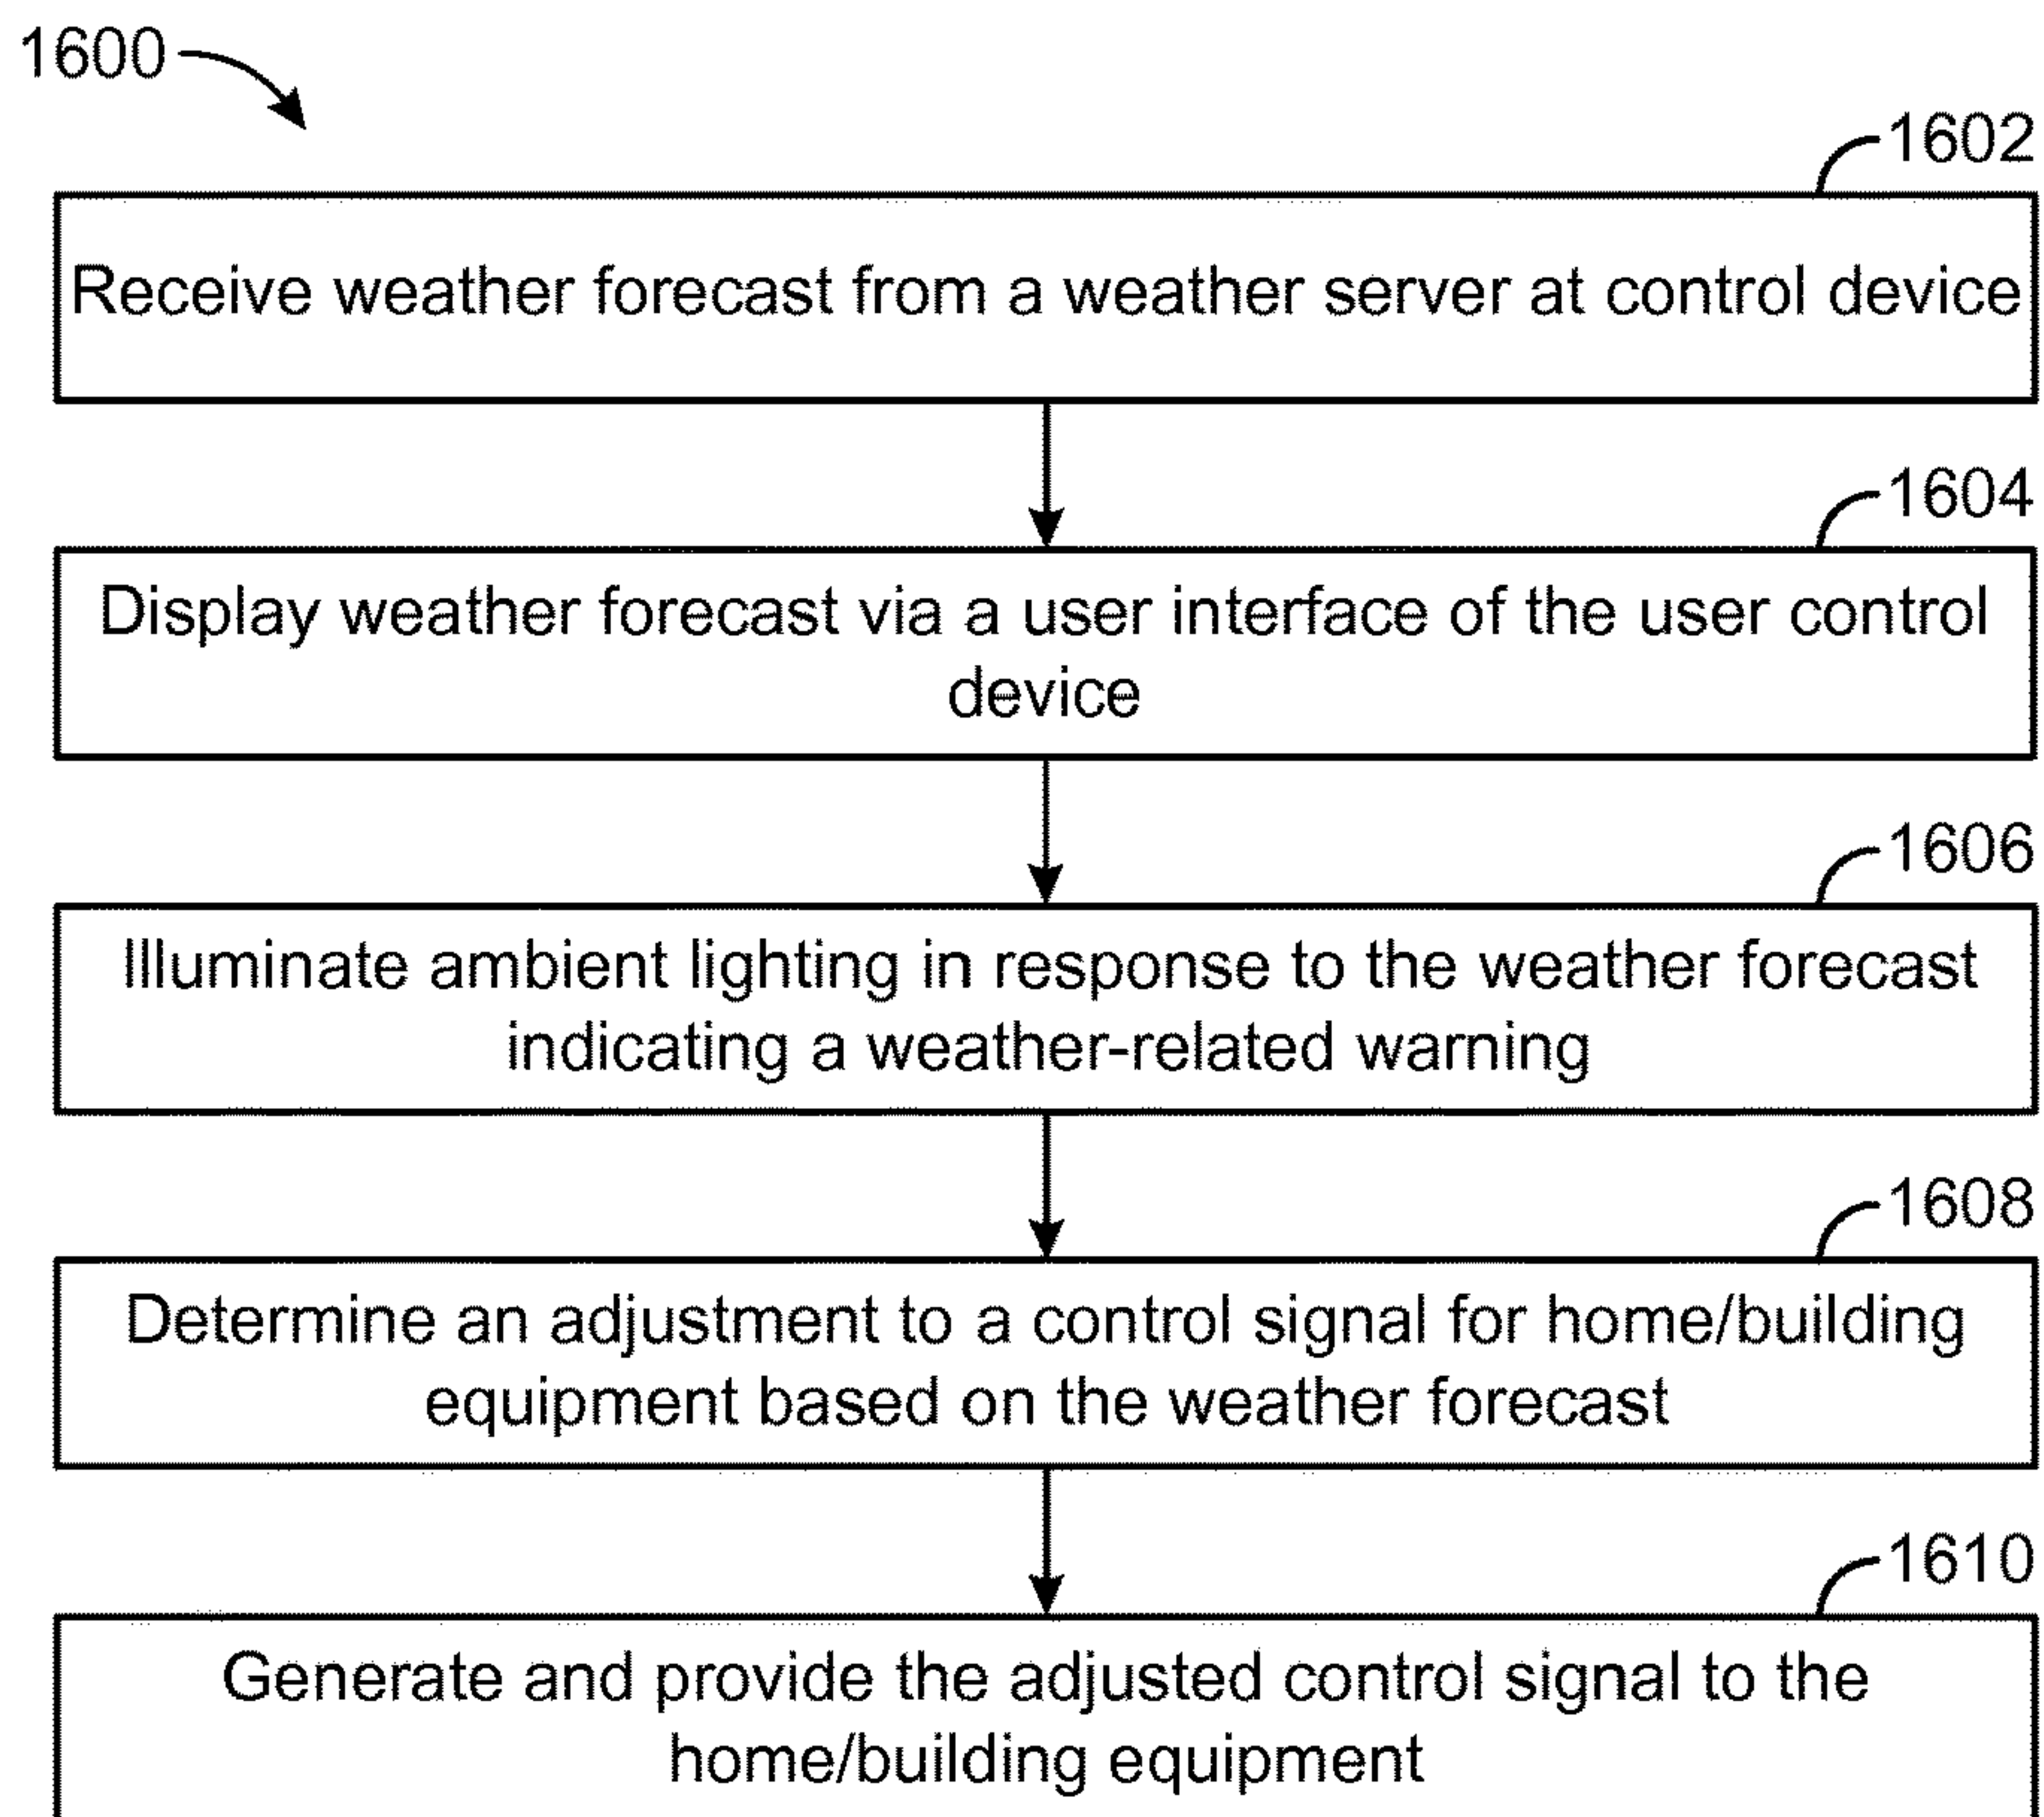 1600
1602
Receive weather forecast from a weather server at control device
1604
Display weather forecast via a user interface of the user control
device
1606
Illuminate ambient lighting in response to the weather forecast
indicating a weather-related warning
1608
Determine an adjustment to a control signal for home/building
equipment based on the weather forecast
1610
Generate and provide the adjusted control signal to the
home/building equipment